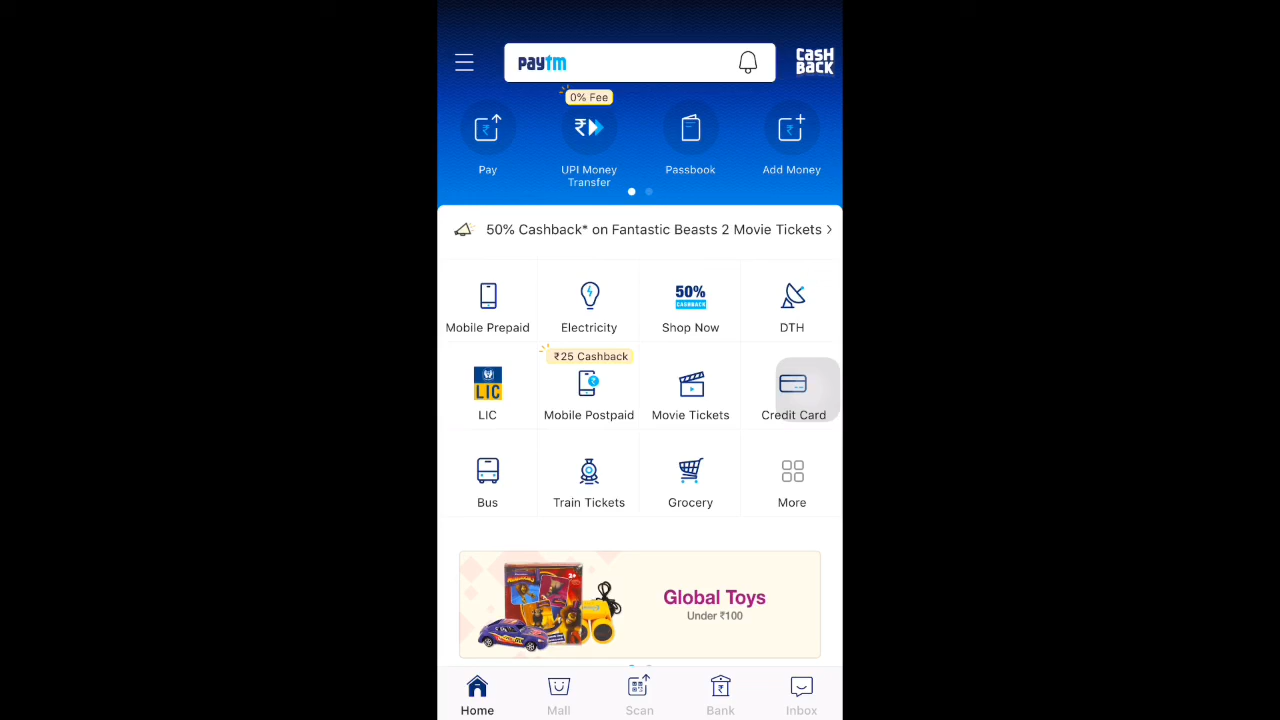 paytm
CASH
BACK
0% Fee
Pay
UPI Money
Transfer
Passbook
Add Money
50% Cashback* on Fantastic Beasts 2 Movie Tickets
Mobile Prepaid
Electricity
50%
CASHBACK
Shop Now
DTH
₹25 Cashback
LIC
LIC
Mobile Postpaid
Movie Tickets
Credit Card
Bus
Train Tickets
Grocery
More
Global Toys
Under ₹100
Home
Mall
Scan
Bank
Inbox